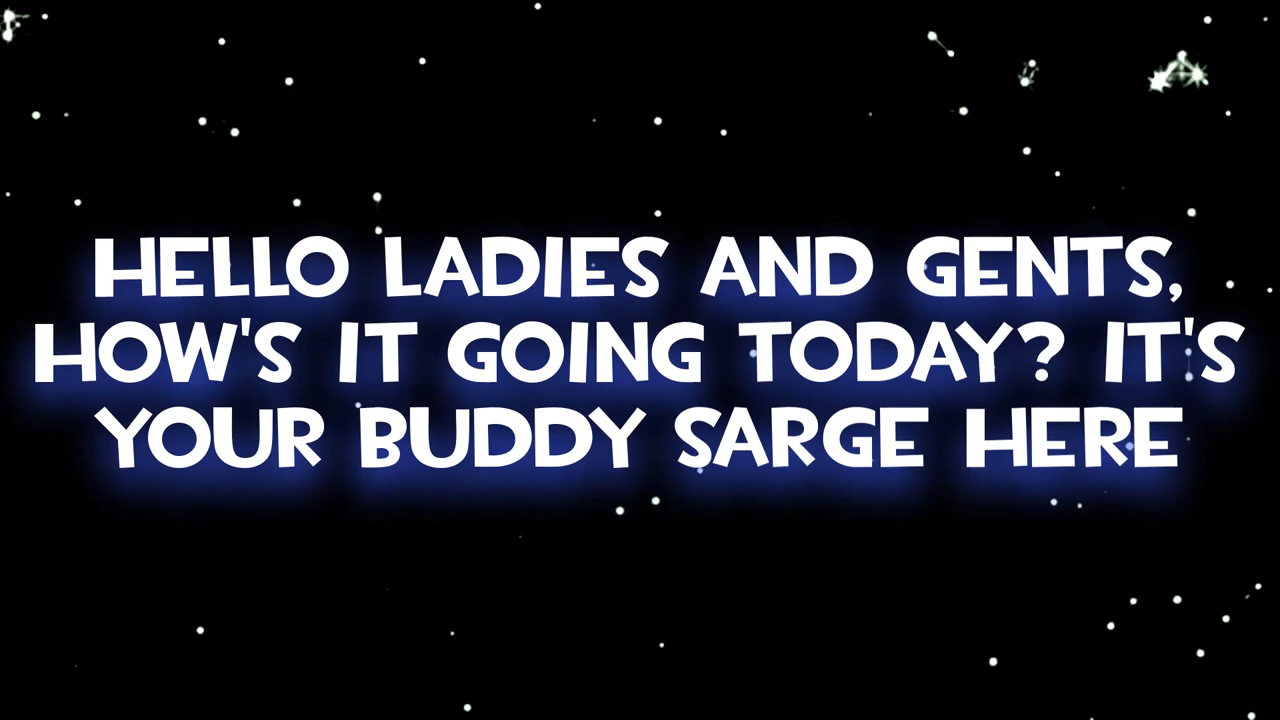 HELLO LADIES AND GENTS,
HOW'S IT GOING TODAY? IT'S
YOUR BUDDY SARGE HERE